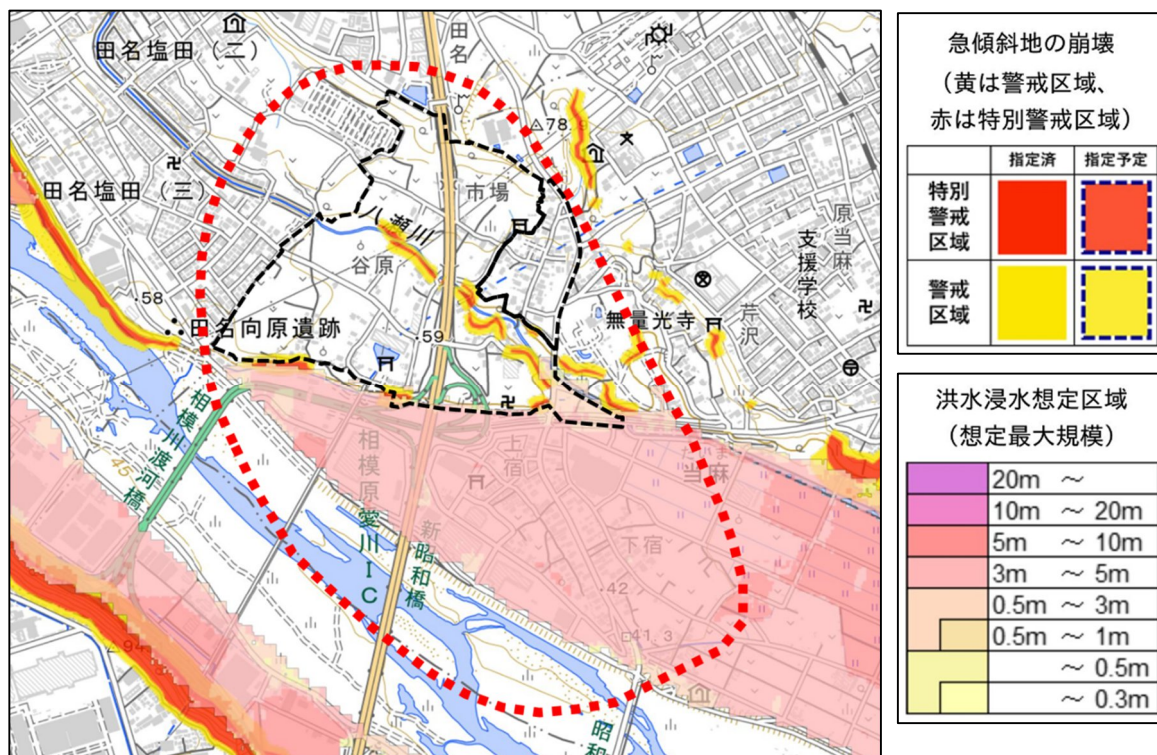 田名塩田（二）
田名
△78.9
田名塩田（三）
市場
八瀬川
谷原
原当麻
支援学校
芹沢
無量光寺
.58
田名向原遺跡
.59
相模川渡河橋
45
相模原愛川IC
上宿
たいま
当麻
新昭和橋
下宿
.42
□41.3
△94
昭和
急傾斜地の崩壊
（黄は警戒区域、
赤は特別警戒区域）
指定済 指定予定
特別警戒区域
警戒区域
洪水浸水想定区域
（想定最大規模）
20m ～
10m ～ 20m
5m ～ 10m
3m ～ 5m
0.5m ～ 3m
0.5m ～ 1m
～ 0.5m
～ 0.3m